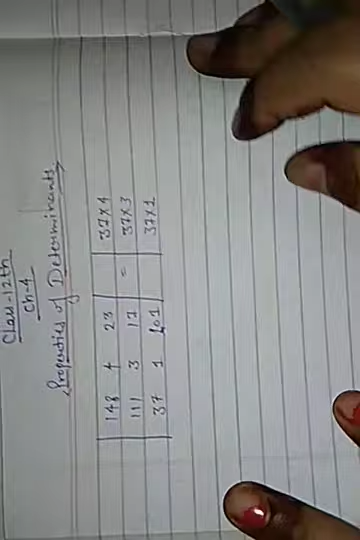 Class-12th
Ch-4
Properties of Determinants
| 148 4 23 | = | 37×4
| 111 3 17 | = | 37×3
| 37 1 101 | | 37×1